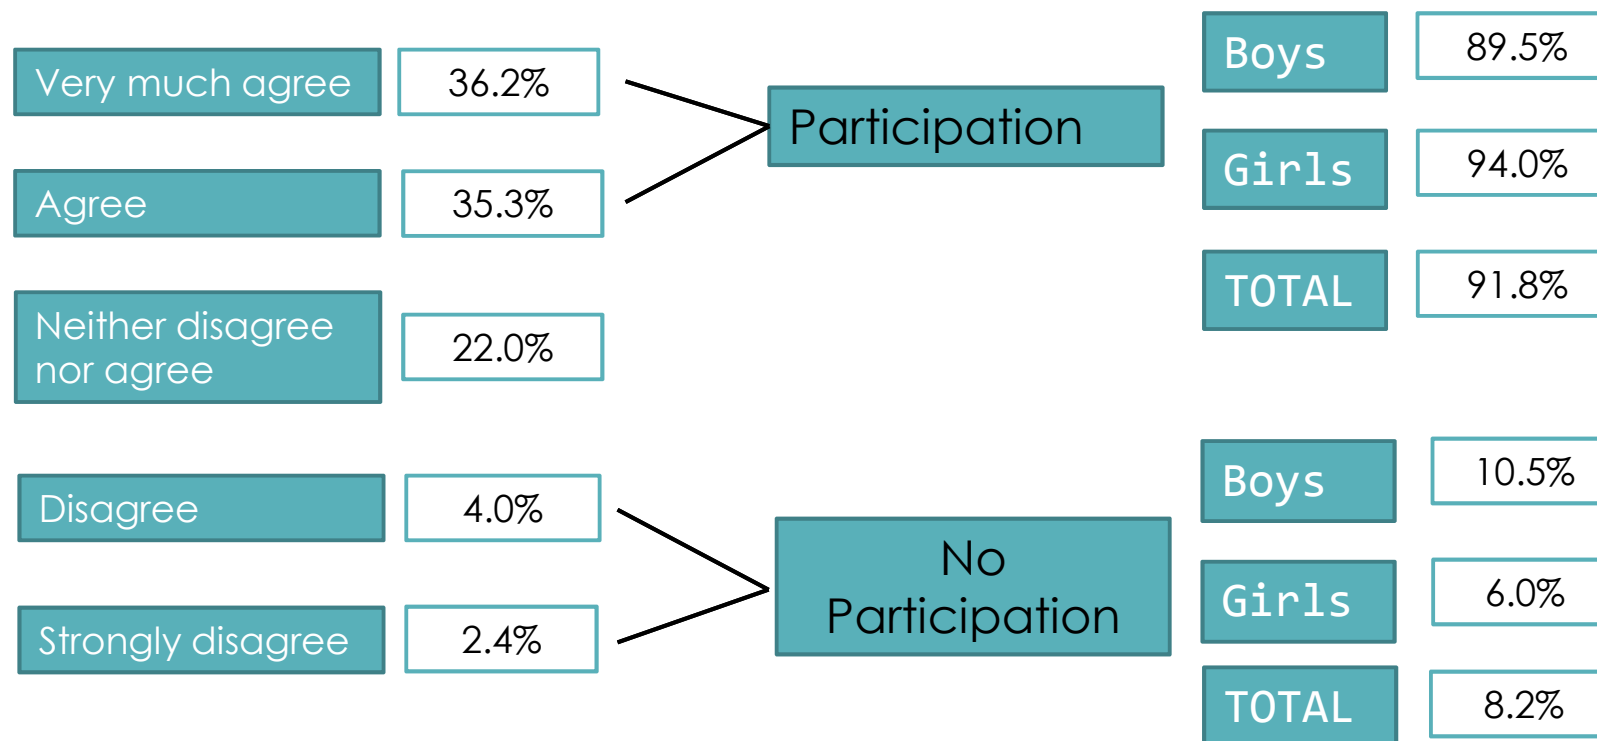 Very much agree
36.2%
Agree
35.3%
Neither disagree
nor agree
22.0%
Disagree
4.0%
Strongly disagree
2.4%
Participation
Boys
89.5%
Girls
94.0%
TOTAL
91.8%
No
Participation
Boys
10.5%
Girls
6.0%
TOTAL
8.2%